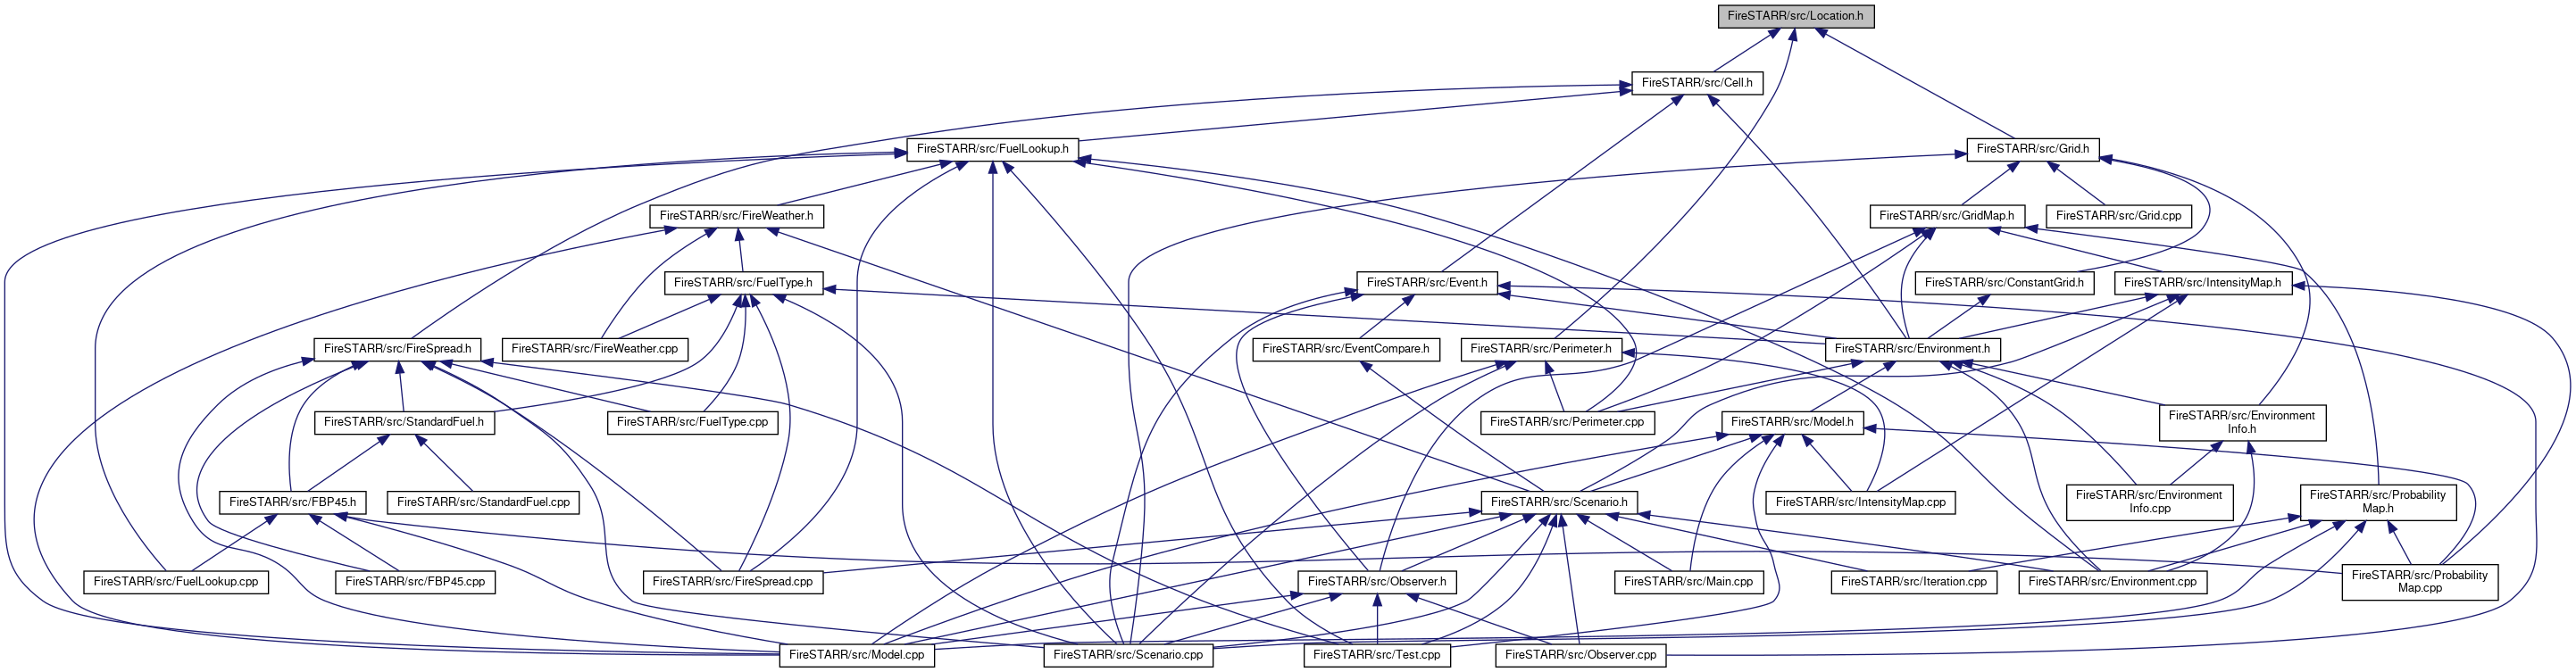 FireSTARR/src/Location.h
FireSTARR/src/Cell.h
FireSTARR/src/FuelLookup.h
FireSTARR/src/Grid.h
FireSTARR/src/FireWeather.h
FireSTARR/src/GridMap.h
FireSTARR/src/Grid.cpp
FireSTARR/src/FuelType.h
FireSTARR/src/Event.h
FireSTARR/src/ConstantGrid.h
FireSTARR/src/IntensityMap.h
FireSTARR/src/FireSpread.h
FireSTARR/src/FireWeather.cpp
FireSTARR/src/EventCompare.h
FireSTARR/src/Perimeter.h
FireSTARR/src/Environment.h
FireSTARR/src/StandardFuel.h
FireSTARR/src/FuelType.cpp
FireSTARR/src/Perimeter.cpp
FireSTARR/src/Model.h
FireSTARR/src/Environment
Info.h
FireSTARR/src/FBP45.h
FireSTARR/src/StandardFuel.cpp
FireSTARR/src/Scenario.h
FireSTARR/src/IntensityMap.cpp
FireSTARR/src/Environment
Info.cpp
FireSTARR/src/Probability
Map.h
FireSTARR/src/FuelLookup.cpp
FireSTARR/src/FBP45.cpp
FireSTARR/src/FireSpread.cpp
FireSTARR/src/Observer.h
FireSTARR/src/Main.cpp
FireSTARR/src/Iteration.cpp
FireSTARR/src/Environment.cpp
FireSTARR/src/Probability
Map.cpp
FireSTARR/src/Model.cpp
FireSTARR/src/Scenario.cpp
FireSTARR/src/Test.cpp
FireSTARR/src/Observer.cpp